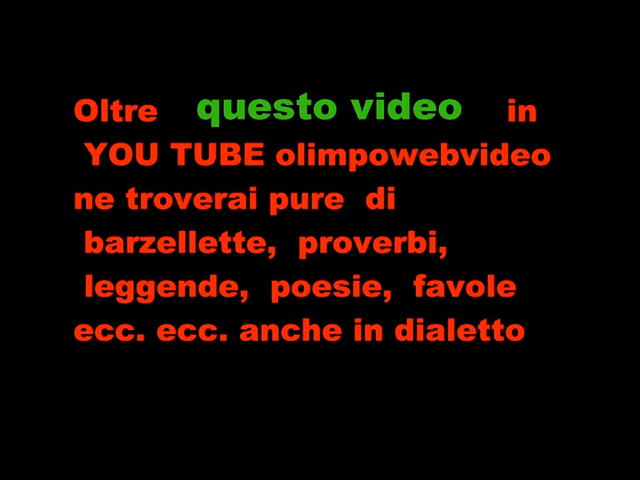 Oltre questo video in
YOU TUBE olimpowebvideo
ne troverai pure di
barzellette, proverbi,
leggende, poesie, favole
ecc. ecc. anche in dialetto